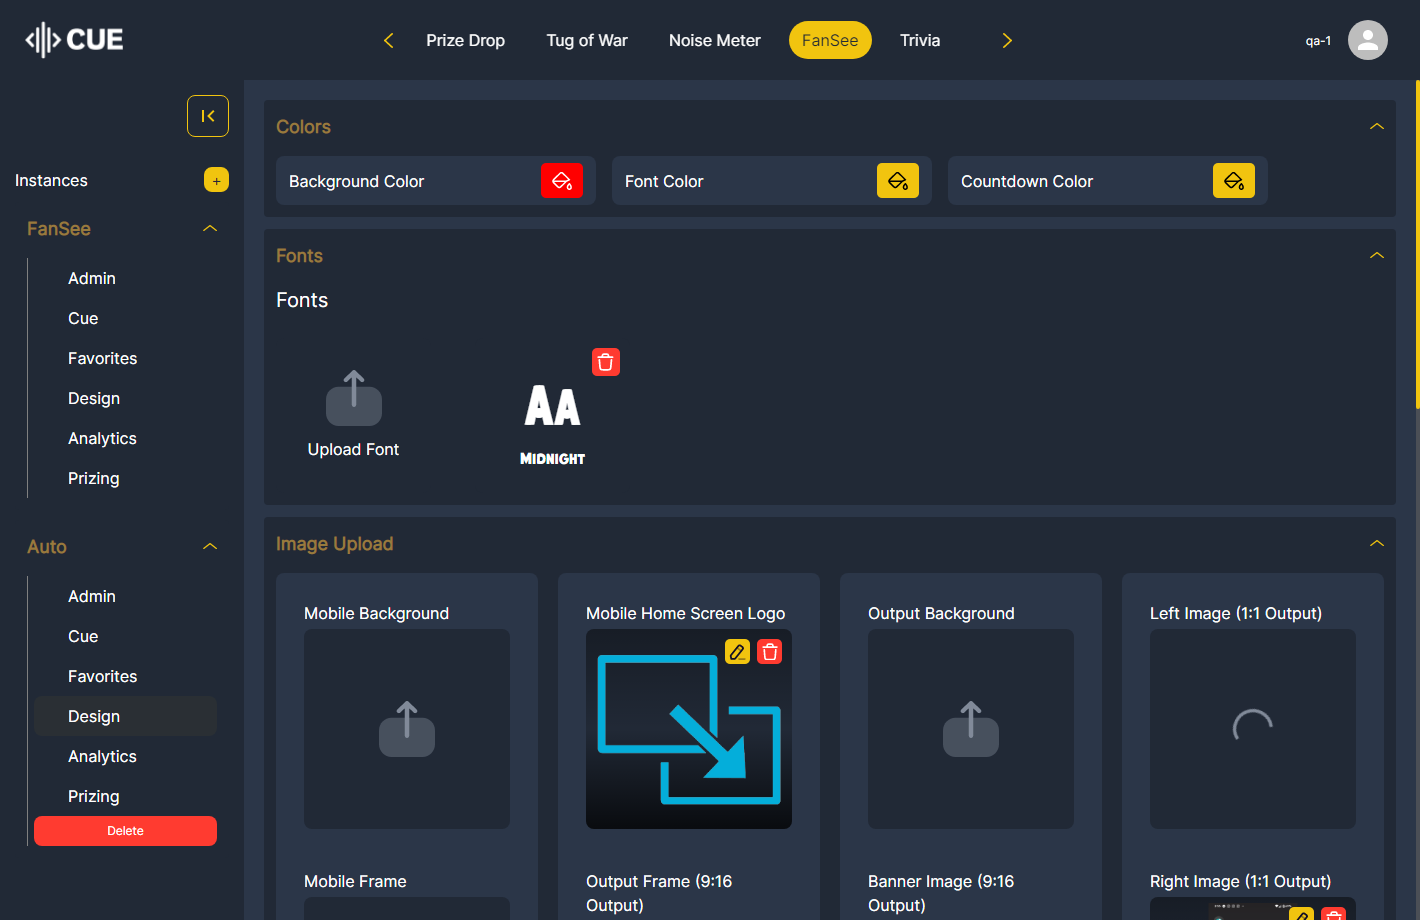 CUE
Prize Drop
Tug of War
Noise Meter
FanSee
Trivia
qa-1
Instances
+
FanSee
Admin
Cue
Favorites
Design
Analytics
Prizing
Auto
Admin
Cue
Favorites
Design
Analytics
Prizing
Delete
Colors
Background Color
Font Color
Countdown Color
Fonts
Fonts
Upload Font
AA
MIDNIGHT
Image Upload
Mobile Background
Mobile Home Screen Logo
Output Background
Left Image (1:1 Output)
Mobile Frame
Output Frame (9:16
Output)
Banner Image (9:16
Output)
Right Image (1:1 Output)